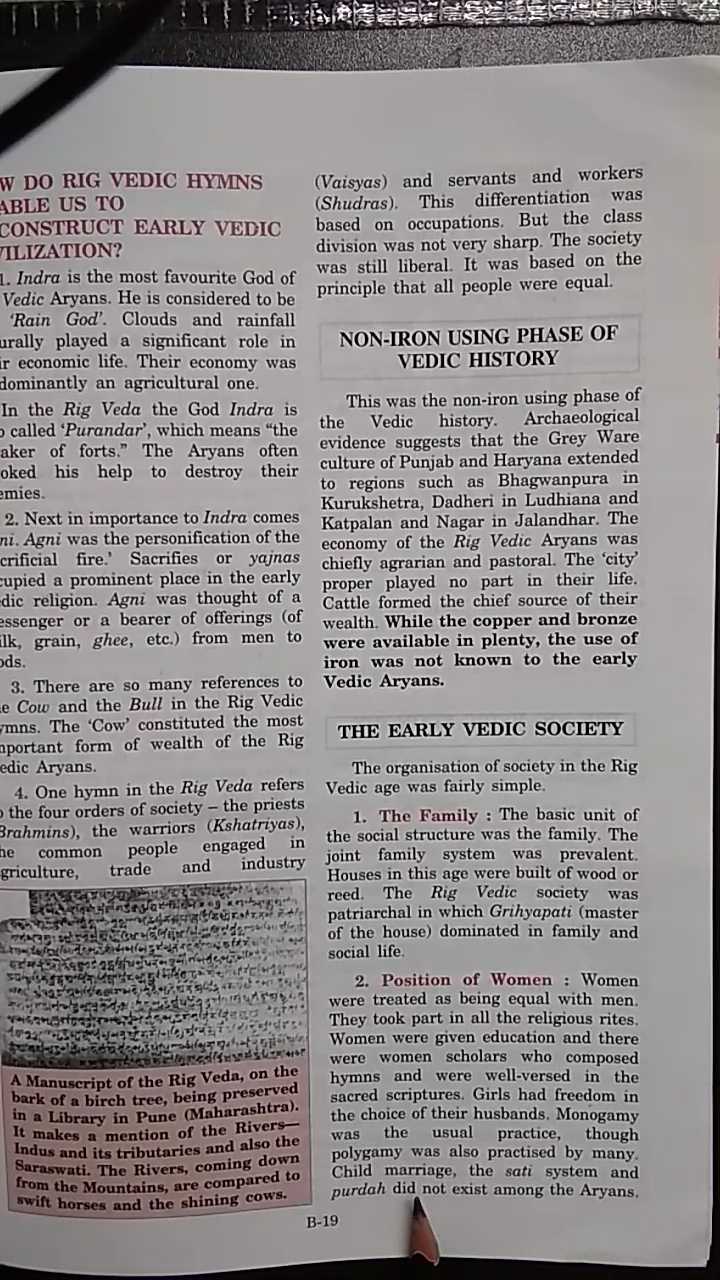 W DO RIG VEDIC HYMNS
ABLE US TO
CONSTRUCT EARLY VEDIC
VILIZATION?
1. Indra is the most favourite God of
Vedic Aryans. He is considered to be
'Rain God'. Clouds and rainfall
urally played a significant role in
ir economic life. Their economy was
dominantly an agricultural one.
In the Rig Veda the God Indra is
o called 'Purandar', which means "the
aker of forts." The Aryans often
oked his help to destroy their
emies.
2. Next in importance to Indra comes
ni. Agni was the personification of the
crificial fire.' Sacrifies or yajnas
cupied a prominent place in the early
dic religion. Agni was thought of a
essenger or a bearer of offerings (of
ilk, grain, ghee, etc.) from men to
ods.
3. There are so many references to
e Cow and the Bull in the Rig Vedic
ymns. The 'Cow' constituted the most
mportant form of wealth of the Rig
edic Aryans.
4. One hymn in the Rig Veda refers
o the four orders of society – the priests
Brahmins), the warriors (Kshatriyas),
he common people engaged in
griculture, trade and industry
A Manuscript of the Rig Veda, on the
bark of a birch tree, being preserved
in a Library in Pune (Maharashtra).
It makes a mention of the Rivers—
Indus and its tributaries and also the
Saraswati. The Rivers, coming down
from the Mountains, are compared to
swift horses and the shining cows.
(Vaisyas) and servants and workers
(Shudras). This differentiation was
based on occupations. But the class
division was not very sharp. The society
was still liberal. It was based on the
principle that all people were equal.
NON-IRON USING PHASE OF
VEDIC HISTORY
This was the non-iron using phase of
the Vedic history. Archaeological
evidence suggests that the Grey Ware
culture of Punjab and Haryana extended
to regions such as Bhagwanpura in
Kurukshetra, Dadheri in Ludhiana and
Katpalan and Nagar in Jalandhar. The
economy of the Rig Vedic Aryans was
chiefly agrarian and pastoral. The 'city'
proper played no part in their life.
Cattle formed the chief source of their
wealth. While the copper and bronze
were available in plenty, the use of
iron was not known to the early
Vedic Aryans.
THE EARLY VEDIC SOCIETY
The organisation of society in the Rig
Vedic age was fairly simple.
1. The Family : The basic unit of
the social structure was the family. The
joint family system was prevalent.
Houses in this age were built of wood or
reed. The Rig Vedic society was
patriarchal in which Grihyapati (master
of the house) dominated in family and
social life.
2. Position of Women : Women
were treated as being equal with men.
They took part in all the religious rites.
Women were given education and there
were women scholars who composed
hymns and were well-versed in the
sacred scriptures. Girls had freedom in
the choice of their husbands. Monogamy
was the usual practice, though
polygamy was also practised by many.
Child marriage, the sati system and
purdah did not exist among the Aryans.
B-19